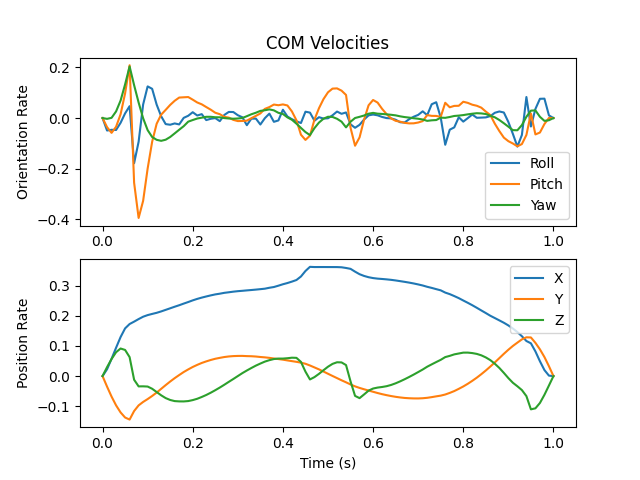 COM Velocities
Orientation Rate
0.2
0.0
−0.2
−0.4
Roll
Pitch
Yaw
0.0 0.2 0.4 0.6 0.8 1.0
Position Rate
0.3
0.2
0.1
0.0
−0.1
X
Y
Z
0.0 0.2 0.4 0.6 0.8 1.0
Time (s)